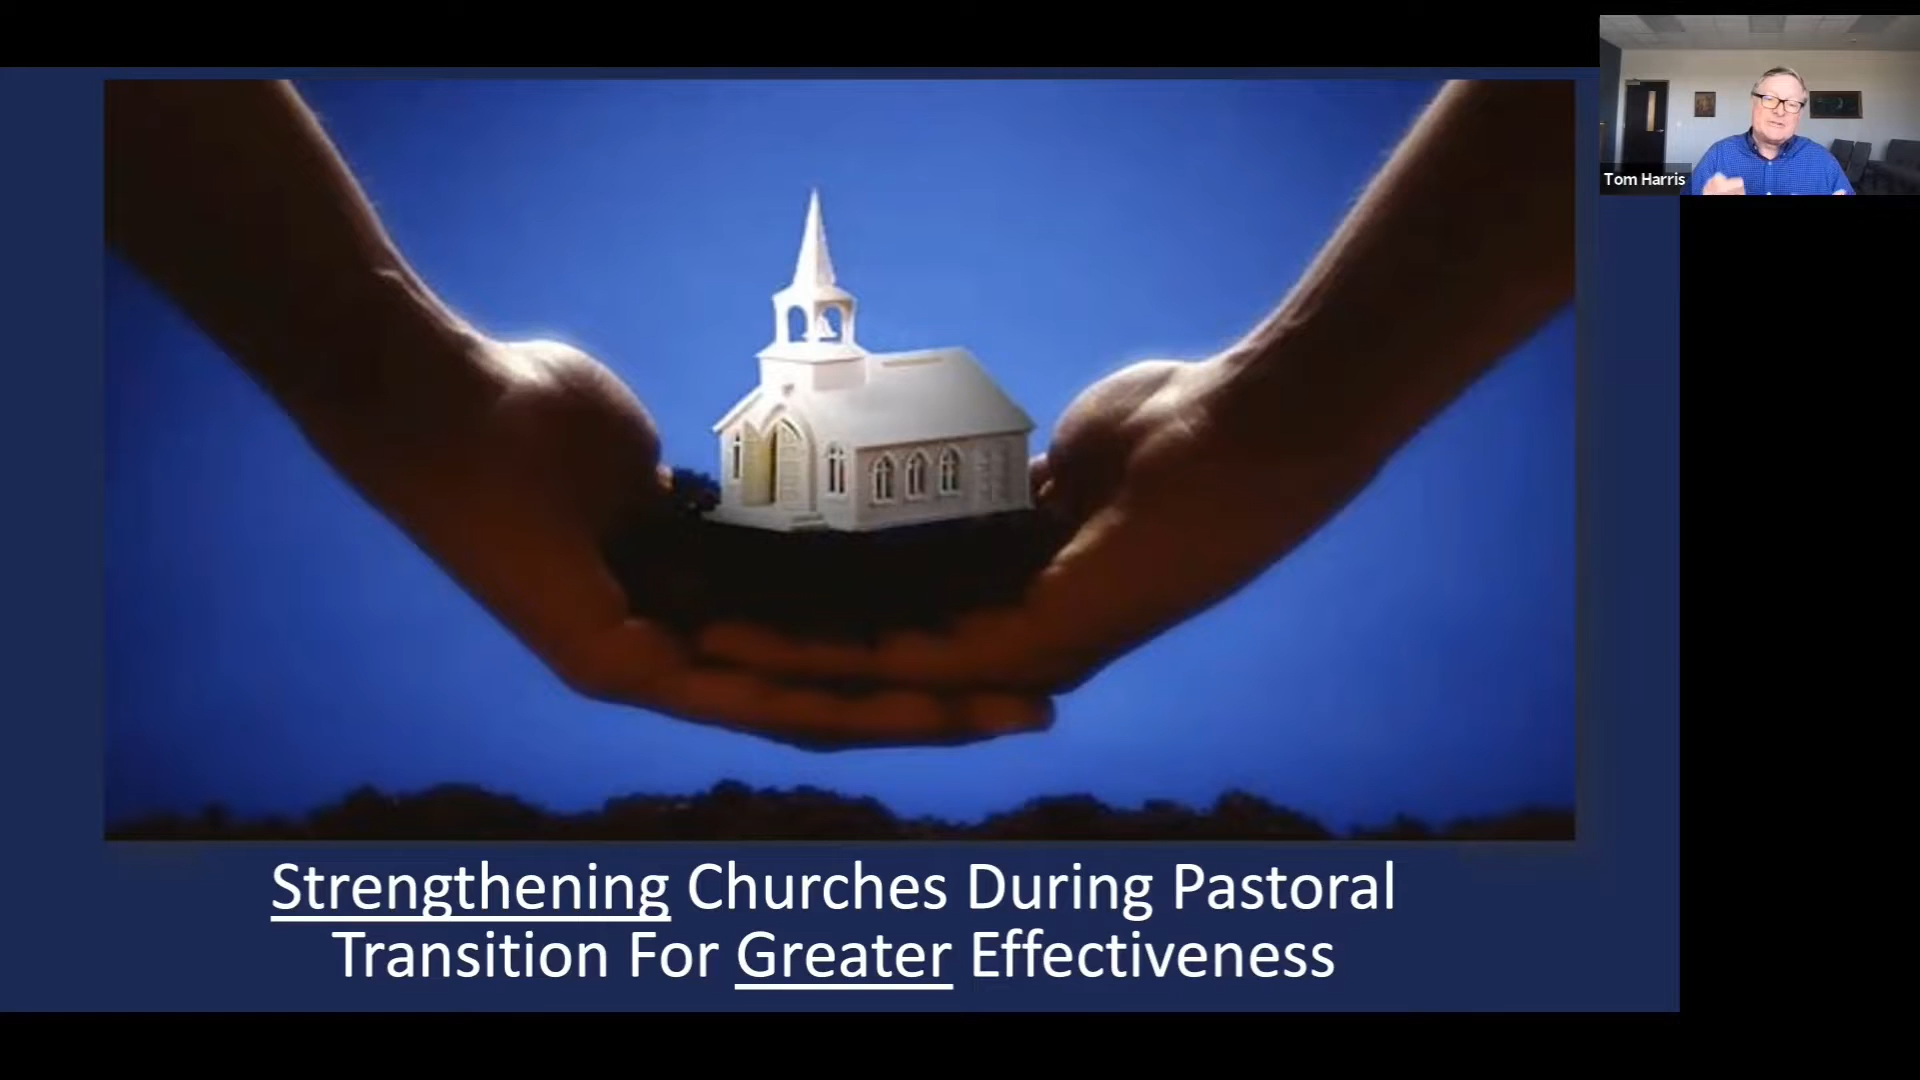 Tom Harris
Strengthening Churches During Pastoral
Transition For Greater Effectiveness